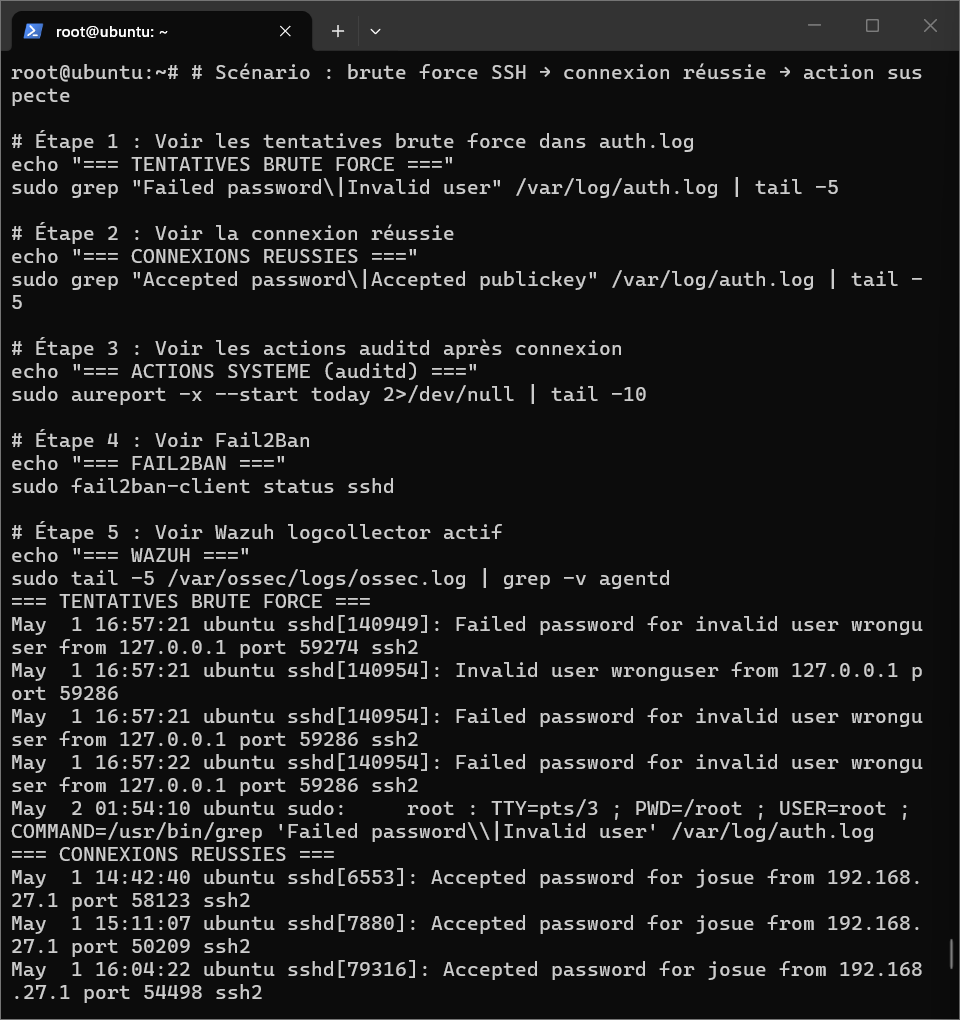 root@ubuntu: ~
root@ubuntu:~# # Scénario : brute force SSH → connexion réussie → action sus
pecte
# Étape 1 : Voir les tentatives brute force dans auth.log
echo "=== TENTATIVES BRUTE FORCE ==="
sudo grep "Failed password\|Invalid user" /var/log/auth.log | tail -5
# Étape 2 : Voir la connexion réussie
echo "=== CONNEXIONS REUSSIES ==="
sudo grep "Accepted password\|Accepted publickey" /var/log/auth.log | tail -
5
# Étape 3 : Voir les actions auditd après connexion
echo "=== ACTIONS SYSTEME (auditd) ==="
sudo aureport -x --start today 2>/dev/null | tail -10
# Étape 4 : Voir Fail2Ban
echo "=== FAIL2BAN ==="
sudo fail2ban-client status sshd
# Étape 5 : Voir Wazuh logcollector actif
echo "=== WAZUH ==="
sudo tail -5 /var/ossec/logs/ossec.log | grep -v agentd
=== TENTATIVES BRUTE FORCE ===
May  1 16:57:21 ubuntu sshd[140949]: Failed password for invalid user wrongu
ser from 127.0.0.1 port 59274 ssh2
May  1 16:57:21 ubuntu sshd[140954]: Invalid user wronguser from 127.0.0.1 p
ort 59286
May  1 16:57:21 ubuntu sshd[140954]: Failed password for invalid user wrongu
ser from 127.0.0.1 port 59286 ssh2
May  1 16:57:22 ubuntu sshd[140954]: Failed password for invalid user wrongu
ser from 127.0.0.1 port 59286 ssh2
May  2 01:54:10 ubuntu sudo:     root : TTY=pts/3 ; PWD=/root ; USER=root ;
COMMAND=/usr/bin/grep 'Failed password\\|Invalid user' /var/log/auth.log
=== CONNEXIONS REUSSIES ===
May  1 14:42:40 ubuntu sshd[6553]: Accepted password for josue from 192.168.
27.1 port 58123 ssh2
May  1 15:11:07 ubuntu sshd[7880]: Accepted password for josue from 192.168.
27.1 port 50209 ssh2
May  1 16:04:22 ubuntu sshd[79316]: Accepted password for josue from 192.168
.27.1 port 54498 ssh2